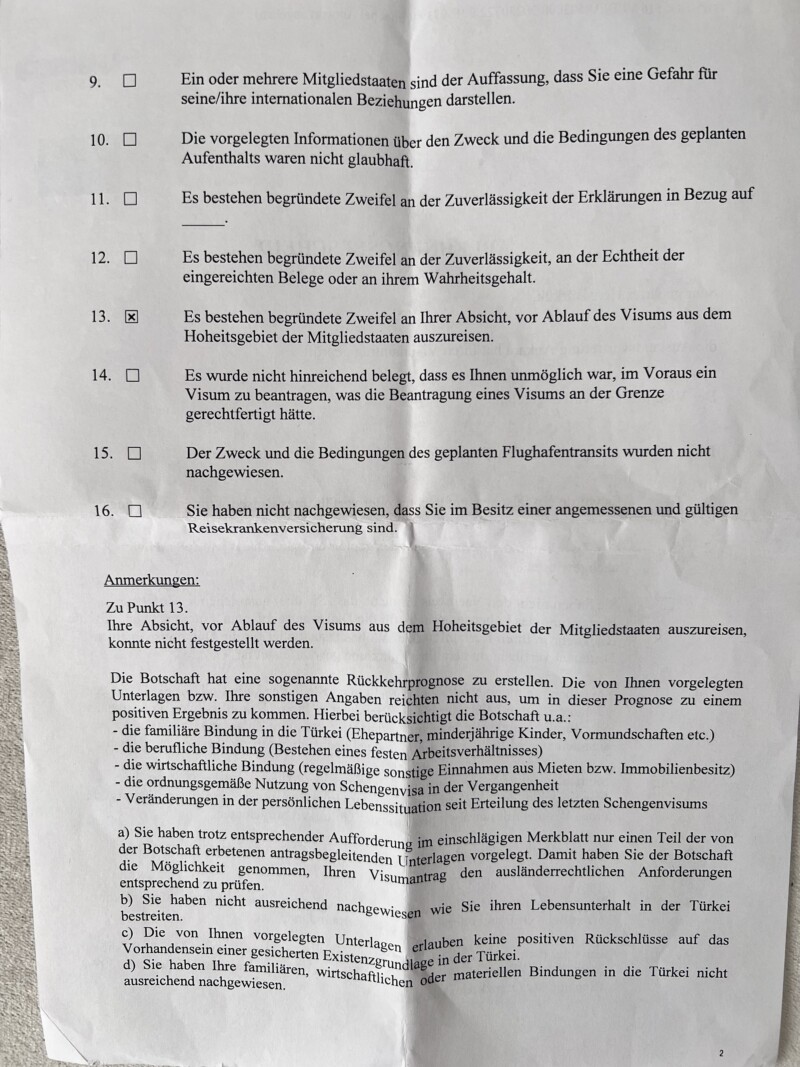 9. ☐ Ein oder mehrere Mitgliedstaaten sind der Auffassung, dass Sie eine Gefahr für
seine/ihre internationalen Beziehungen darstellen.
10. ☐ Die vorgelegten Informationen über den Zweck und die Bedingungen des geplanten
Aufenthalts waren nicht glaubhaft.
11. ☐ Es bestehen begründete Zweifel an der Zuverlässigkeit der Erklärungen in Bezug auf
_____.
12. ☐ Es bestehen begründete Zweifel an der Zuverlässigkeit, an der Echtheit der
eingereichten Belege oder an ihrem Wahrheitsgehalt.
13. ☒ Es bestehen begründete Zweifel an Ihrer Absicht, vor Ablauf des Visums aus dem
Hoheitsgebiet der Mitgliedstaaten auszureisen.
14. ☐ Es wurde nicht hinreichend belegt, dass es Ihnen unmöglich war, im Voraus ein
Visum zu beantragen, was die Beantragung eines Visums an der Grenze
gerechtfertigt hätte.
15. ☐ Der Zweck und die Bedingungen des geplanten Flughafentransits wurden nicht
nachgewiesen.
16. ☐ Sie haben nicht nachgewiesen, dass Sie im Besitz einer angemessenen und gültigen
Reisekrankenversicherung sind.
Anmerkungen:
Zu Punkt 13.
Ihre Absicht, vor Ablauf des Visums aus dem Hoheitsgebiet der Mitgliedstaaten auszureisen,
konnte nicht festgestellt werden.
Die Botschaft hat eine sogenannte Rückkehrprognose zu erstellen. Die von Ihnen vorgelegten
Unterlagen bzw. Ihre sonstigen Angaben reichten nicht aus, um in dieser Prognose zu einem
positiven Ergebnis zu kommen. Hierbei berücksichtigt die Botschaft u.a.:
- die familiäre Bindung in die Türkei (Ehepartner, minderjährige Kinder, Vormundschaften etc.)
- die berufliche Bindung (Bestehen eines festen Arbeitsverhältnisses)
- die wirtschaftliche Bindung (regelmäßige sonstige Einnahmen aus Mieten bzw. Immobilienbesitz)
- die ordnungsgemäße Nutzung von Schengenvisa in der Vergangenheit
- Veränderungen in der persönlichen Lebenssituation seit Erteilung des letzten Schengenvisums
a) Sie haben trotz entsprechender Aufforderung im einschlägigen Merkblatt nur einen Teil der von
der Botschaft erbetenen antragsbegleitenden Unterlagen vorgelegt. Damit haben Sie der Botschaft
die Möglichkeit genommen, Ihren Visumantrag den ausländerrechtlichen Anforderungen
entsprechend zu prüfen.
b) Sie haben nicht ausreichend nachgewiesen wie Sie ihren Lebensunterhalt in der Türkei
bestreiten.
c) Die von Ihnen vorgelegten Unterlagen erlauben keine positiven Rückschlüsse auf das
Vorhandensein einer gesicherten Existenzgrundlage in der Türkei.
d) Sie haben Ihre familiären, wirtschaftlichen oder materiellen Bindungen in die Türkei nicht
ausreichend nachgewiesen.
2